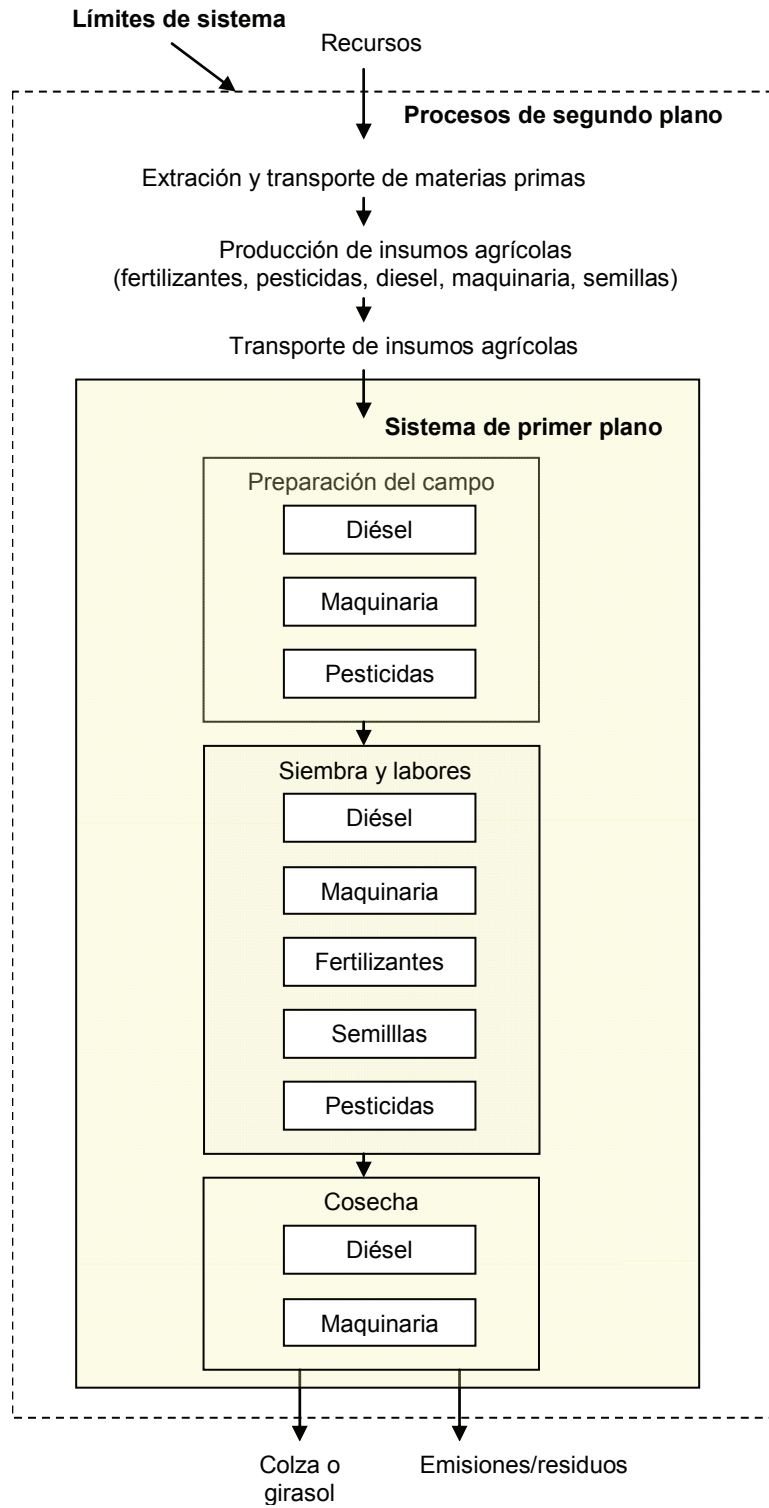 Límites de sistema
Recursos
Procesos de segundo plano
Extración y transporte de materias primas
Producción de insumos agrícolas
(fertilizantes, pesticidas, diesel, maquinaria, semillas)
Transporte de insumos agrícolas
Sistema de primer plano
Preparación del campo
Diésel
Maquinaria
Pesticidas
Siembra y labores
Diésel
Maquinaria
Fertilizantes
Semilllas
Pesticidas
Cosecha
Diésel
Maquinaria
Colza o
girasol
Emisiones/residuos